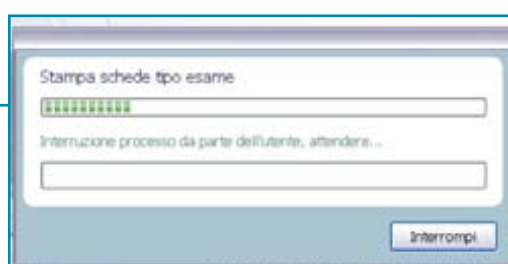 Stampa schede tipo esame
Interruzione processo da parte dell'utente, attendere...
Interrompi